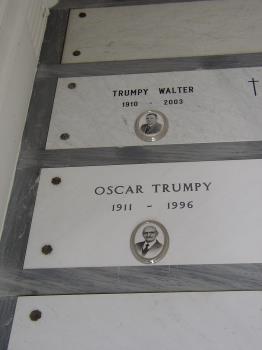 TRUMPY WALTER
1910 - 2003
OSCAR TRUMPY
1911 - 1996